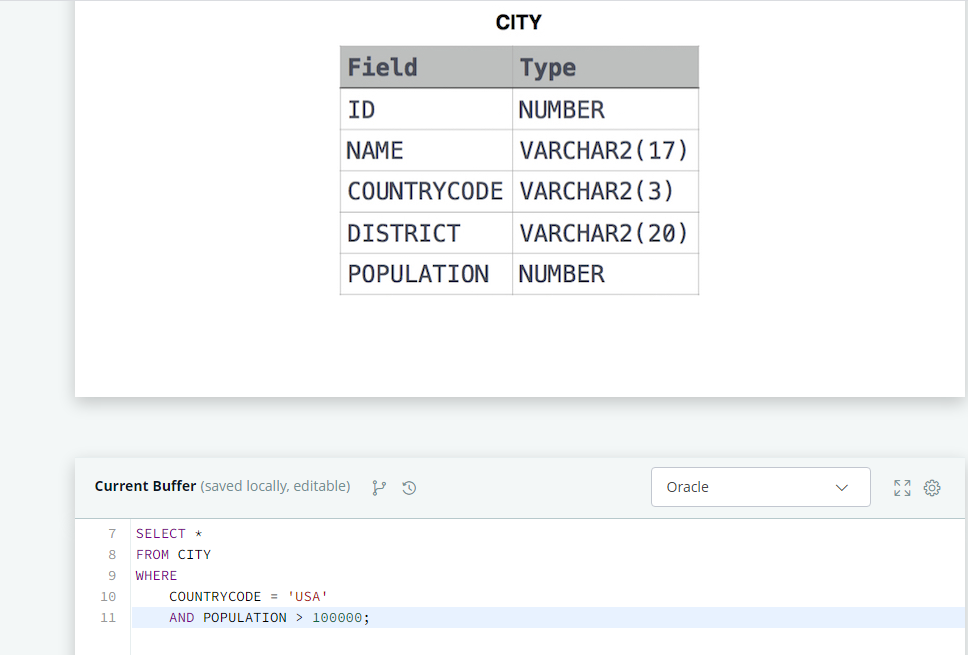 CITY
Field Type
ID NUMBER
NAME VARCHAR2(17)
COUNTRYCODE VARCHAR2(3)
DISTRICT VARCHAR2(20)
POPULATION NUMBER
Current Buffer (saved locally, editable) Oracle
7 SELECT *
8 FROM CITY
9 WHERE
10 COUNTRYCODE = 'USA'
11 AND POPULATION > 100000;